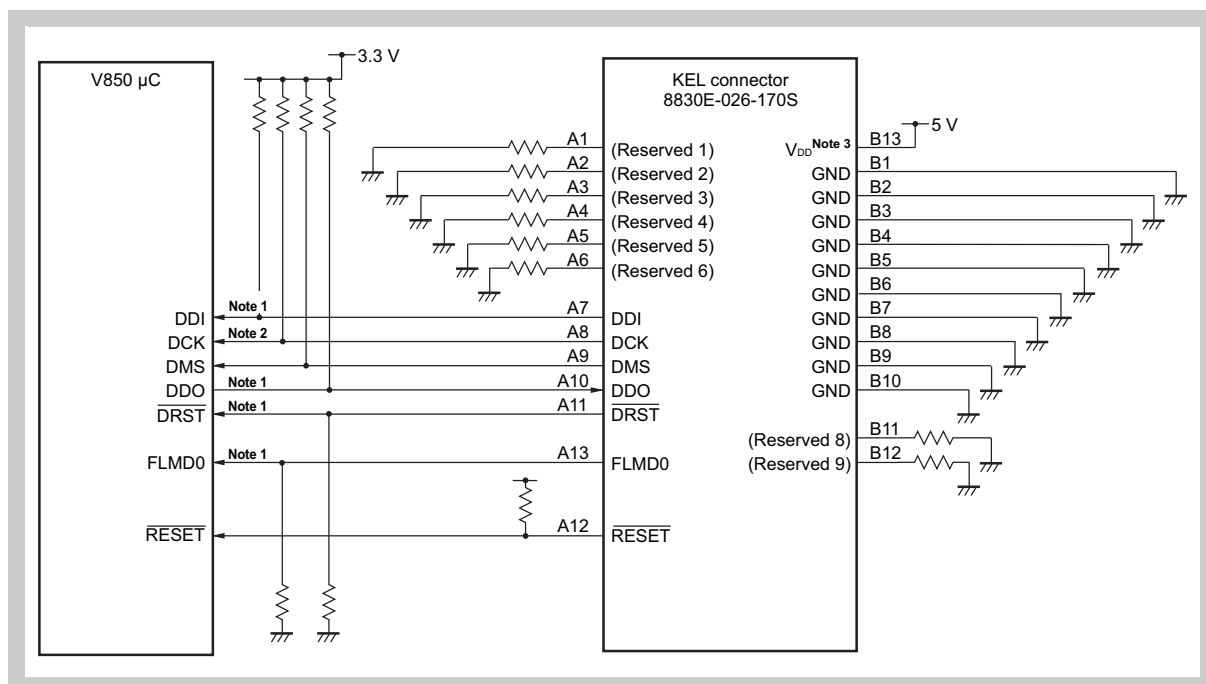 V850 µC
3.3 V
KEL connector
8830E-026-170S
5 V
A1 (Reserved 1)
A2 (Reserved 2)
A3 (Reserved 3)
A4 (Reserved 4)
A5 (Reserved 5)
A6 (Reserved 6)
VDD Note 3 B13
GND B1
GND B2
GND B3
GND B4
GND B5
GND B6
GND B7
GND B8
GND B9
GND B10
(Reserved 8) B11
(Reserved 9) B12
DDI Note 1 A7 DDI
DCK Note 2 A8 DCK
DMS A9 DMS
DDO Note 1 A10 DDO
DRST Note 1 A11 DRST
FLMD0 Note 1 A13 FLMD0
RESET A12 RESET